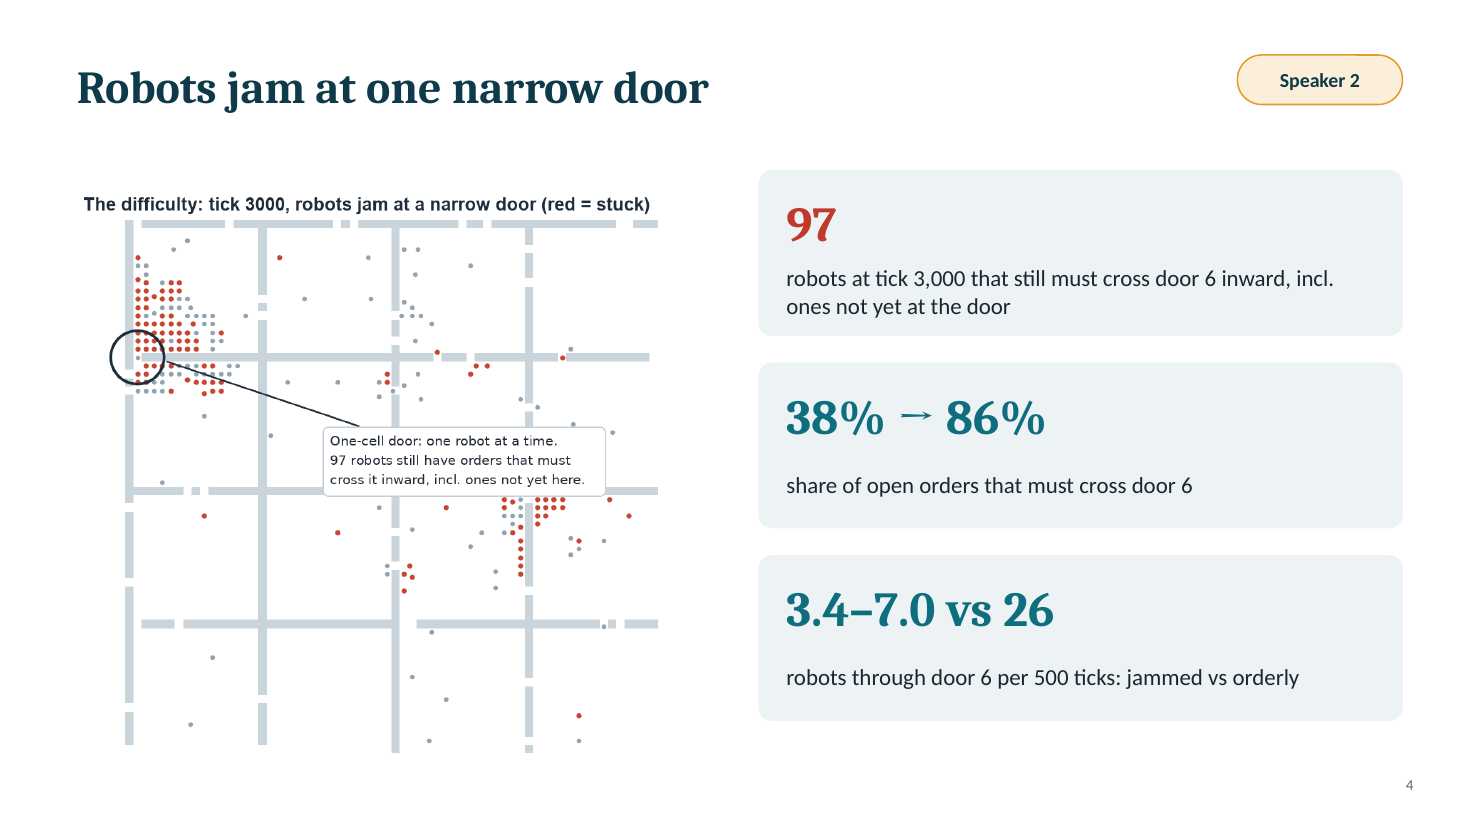 Robots jam at one narrow door
Speaker 2
The difficulty: tick 3000, robots jam at a narrow door (red = stuck)
One-cell door: one robot at a time.
97 robots still have orders that must
cross it inward, incl. ones not yet here.
97
robots at tick 3,000 that still must cross door 6 inward, incl.
ones not yet at the door
38% → 86%
share of open orders that must cross door 6
3.4–7.0 vs 26
robots through door 6 per 500 ticks: jammed vs orderly
4